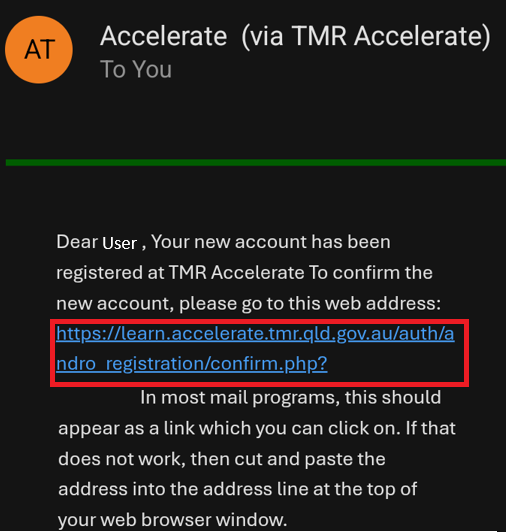 AT
Accelerate (via TMR Accelerate)
To You
Dear User , Your new account has been
registered at TMR Accelerate To confirm the
new account, please go to this web address:
https://learn.accelerate.tmr.qld.gov.au/auth/a
ndro_registration/confirm.php?
In most mail programs, this should
appear as a link which you can click on. If that
does not work, then cut and paste the
address into the address line at the top of
your web browser window.